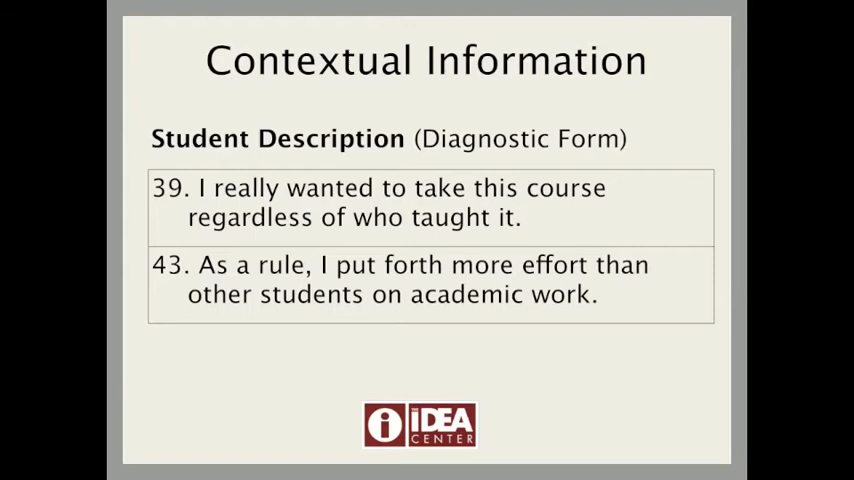 Contextual Information
Student Description (Diagnostic Form)
39. I really wanted to take this course
regardless of who taught it.
43. As a rule, I put forth more effort than
other students on academic work.
THE IDEA
CENTER